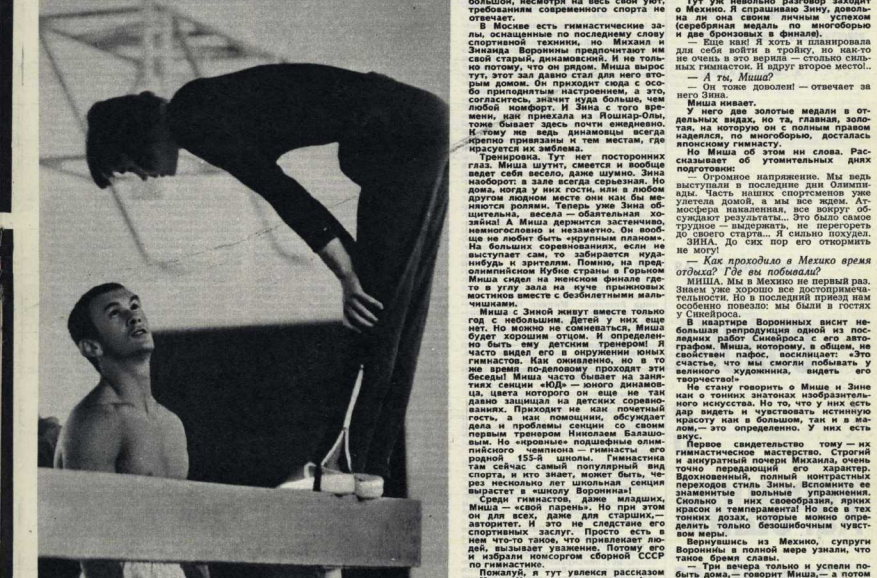 большой, несмотря на весь свой уют,
требованиям современного спорта не
отвечает.
В Москве есть гимнастические за-
лы, оснащенные по последнему слову
спортивной техники, но Михаил и
Зинаида Воронины предпочитают им
свой старый, динамовский. И не толь-
ко потому, что он рядом. Миша вырос
тут, этот зал давно стал для него вто-
рым домом. Он приходит сюда с осо-
бо приподнятым настроением, а это,
согласитесь, значит куда больше, чем
любой комфорт. И Зина с того вре-
мени, как приехала из Йошкар-Олы,
тоже бывает здесь почти ежедневно.
К тому же ведь динамовцы всегда
крепко привязаны к тем местам, где
красуется их эмблема.
Тренировка. Тут нет посторонних
глаз. Миша шутит, смеется и вообще
ведет себя весело, даже шумно. Зина
наоборот: в зале всегда серьезная. Но
дома, когда у них гости, или в любом
другом людном месте они как бы ме-
няются ролями. Теперь уже Зина об-
щительна, весела — обаятельная хо-
зяйка! А Миша держится застенчиво,
немногословно и незаметно. Он вооб-
ще не любит быть «крупным планом».
На больших соревнованиях, если не
выступает сам, то забирается куда-
нибудь к зрителям. Помню, на пред-
олимпийском Кубке страны в Горьком
Миша сидел на женском финале где-
то в углу зала на куче прыжковых
мостиков вместе с безбилетными маль-
чишками.
Миша с Зиной живут вместе только
год с небольшим. Детей у них еще
нет. Но можно не сомневаться, Миша
будет хорошим отцом. И определен-
но быть ему детским тренером! Я
часто видел его в окружении юных
гимнастов. Как оживленно, но в то
же время по-деловому проходят эти
беседы! Миша часто бывает на заня-
тиях секции «ЮД» — юного динамов-
ца, цвета которого он еще не так
давно защищал на детских соревно-
ваниях. Приходит не как почетный
гость, а как помощник, обсуждает
дела и проблемы секции со своим
первым тренером Николаем Балашо-
вым. Но «кровные» подшефные олим-
пийского чемпиона — гимнасты его
родной 155-й школы. Гимнастика
там сейчас самый популярный вид
спорта, и кто знает, может быть, че-
рез несколько лет школьная секция
вырастет в «школу Воронина»!
Среди гимнастов, даже младших,
Миша — «свой парень». Но при этом
он для всех, даже для старших,—
авторитет. И это не следствие его
спортивных заслуг. Просто есть в
нем что-то такое, что привлекает лю-
дей, вызывает уважение. Потому его
и избрали комсоргом сборной СССР
по гимнастике.
Пожалуй, я тут увлекся рассказом
Тут уж невольно разговор заходит
о Мехико. Я спрашиваю Зину, доволь-
на ли она своим личным успехом
(серебряная медаль по многоборью
и две бронзовых в финале).
— Еще как! Я хоть и планировала
для себя войти в тройку, но как-то
не очень в это верила — столько силь-
ных гимнасток. И вдруг второе место!..
— А ты, Миша?
— Он тоже доволен! — отвечает за
него Зина.
Миша кивает.
У него две золотые медали в от-
дельных видах, но та, главная, золо-
тая, на которую он с полным правом
надеялся, по многоборью, досталась
японскому гимнасту.
Но Миша об этом ни слова. Рас-
сказывает об утомительных днях
подготовки:
— Огромное напряжение. Мы ведь
выступали в последние дни Олимпи-
ады. Часть наших спортсменов уже
улетела домой, а мы все ждем. Ат-
мосфера накаленная, все вокруг об-
суждают результаты... Это было самое
трудное — выдержать, не перегореть
до своего старта... Я сильно похудел.
ЗИНА. До сих пор его откормить
не могу!
— Как проходило в Мехико время
отдыха? Где вы побывали?
МИША. Мы в Мехико не первый раз.
Знаем уже хорошо все достопримеча-
тельности. Но в последний приезд нам
особенно повезло: мы были в гостях
у Сикейроса.
В квартире Ворониных висит не-
большая репродукция одной из по-
следних работ Сикейроса с его авто-
графом. Миша, которому, в общем, не
свойствен пафос, восклицает: «Это
счастье, что мы смогли побывать у
великого художника, видеть его
творчество!»
Не стану говорить о Мише и Зине
как о тонких знатоках изобразитель-
ного искусства. Но то, что у них есть
дар видеть и чувствовать истинную
красоту как в большом, так и в ма-
лом,— это определенно. У них есть
вкус.
Первое свидетельство тому — их
гимнастическое мастерство. Строгий
и аккуратный почерк Михаила, очень
точно передающий его характер.
Вдохновенный, полный контрастных
переходов стиль Зины. Вспомните ее
знаменитые вольные упражнения.
Сколько в них своеобразия, ярких
красок и темперамента! Но все в тех
тонких дозах, которые можно опре-
делить только безошибочным чувст-
вом меры.
Вернувшись из Мехико, супруги
Воронины в полной мере узнали, что
такое бремя славы.
— Три вечера только и успели по-
быть дома,— говорит Миша,— а потом